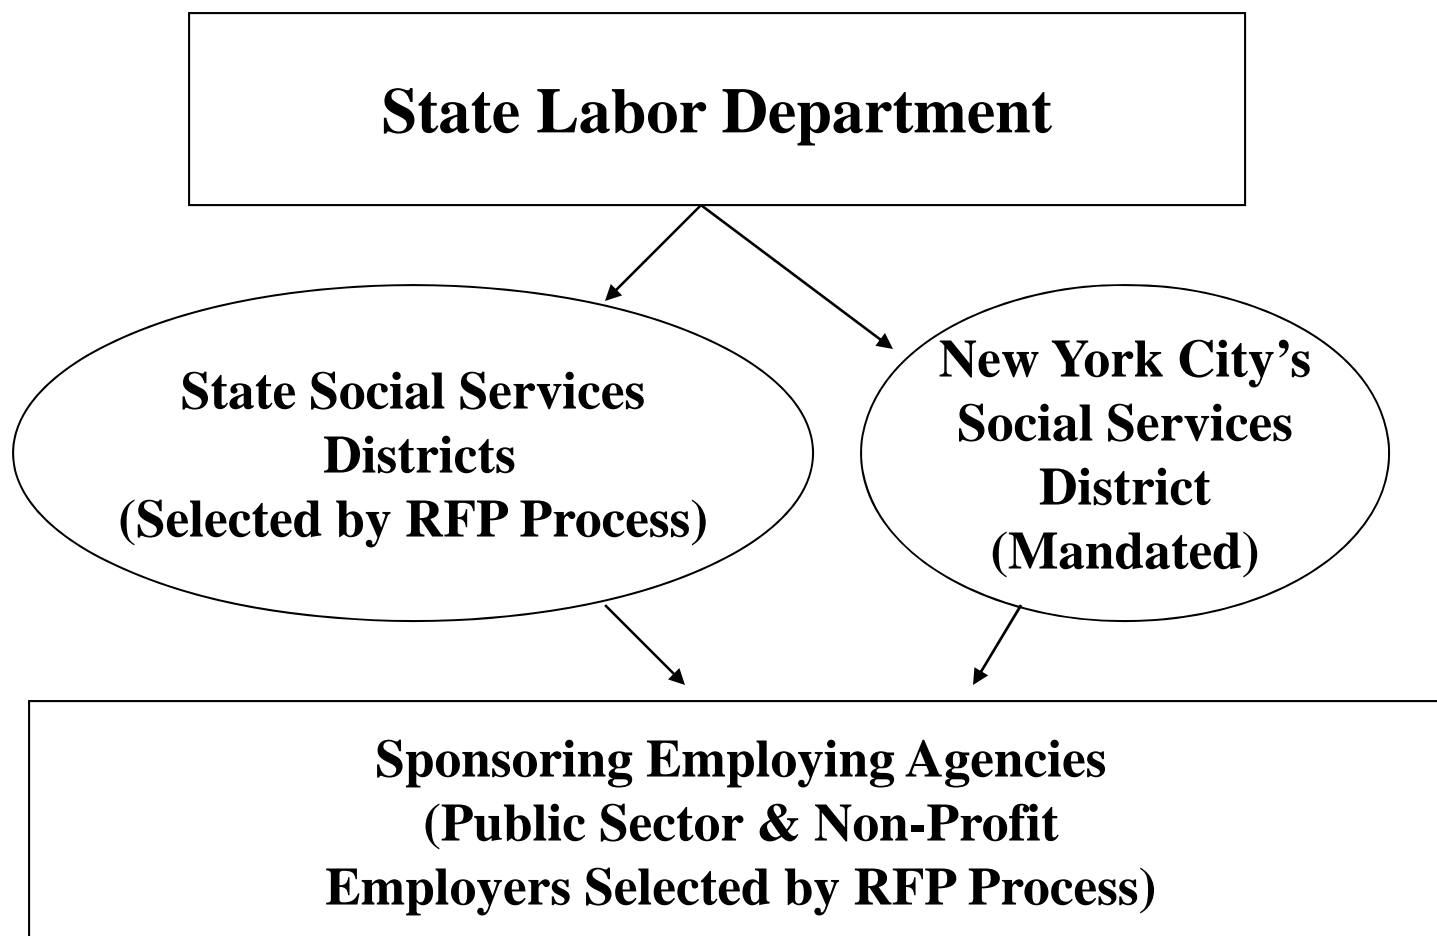 State Labor Department
State Social Services
Districts
(Selected by RFP Process)
New York City’s
Social Services
District
(Mandated)
Sponsoring Employing Agencies
(Public Sector & Non-Profit
Employers Selected by RFP Process)